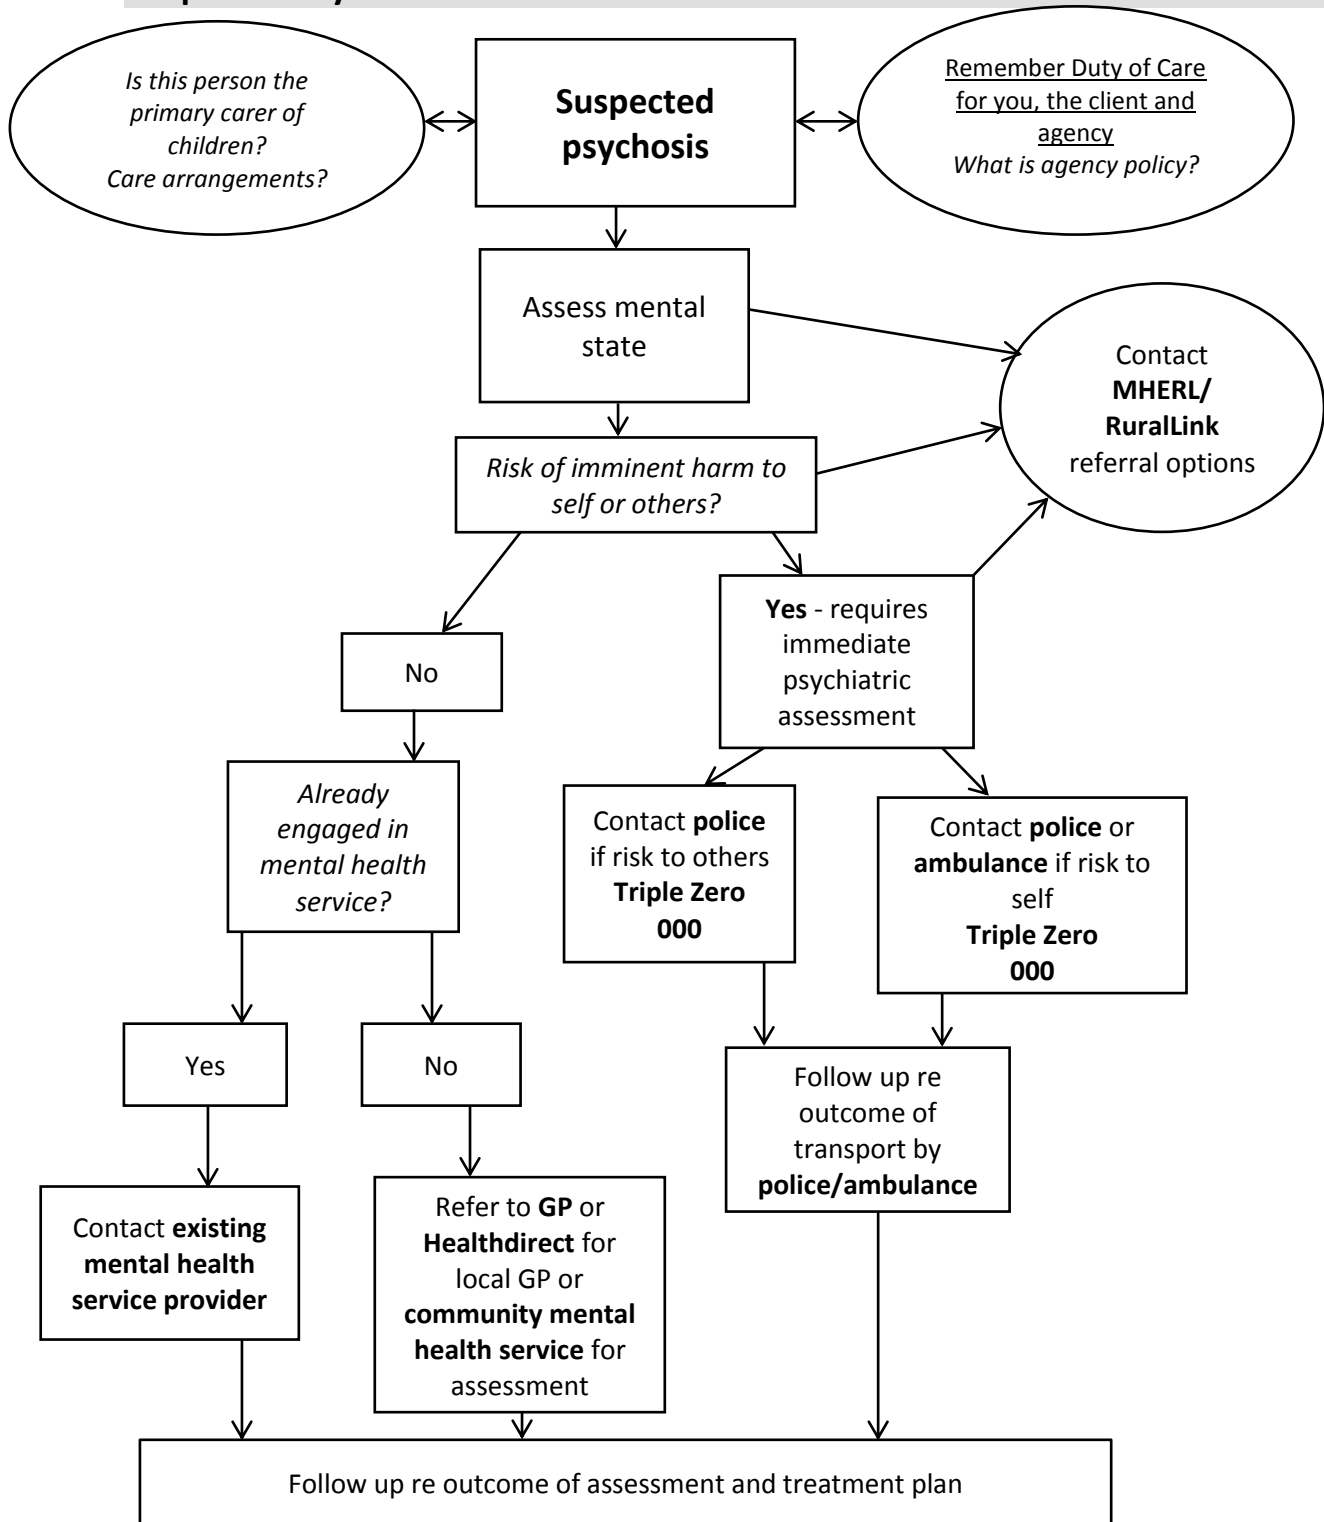 Is this person the
primary carer of
children?
Care arrangements?
Suspected
psychosis
Remember Duty of Care
for you, the client and
agency
What is agency policy?
Assess mental
state
Contact
MHERL/
RuralLink
referral options
Risk of imminent harm to
self or others?
Yes - requires
immediate
psychiatric
assessment
No
Already
engaged in
mental health
service?
Contact police
if risk to others
Triple Zero
000
Contact police or
ambulance if risk to
self
Triple Zero
000
Yes
No
Follow up re
outcome of
transport by
police/ambulance
Contact existing
mental health
service provider
Refer to GP or
Healthdirect for
local GP or
community mental
health service for
assessment
Follow up re outcome of assessment and treatment plan